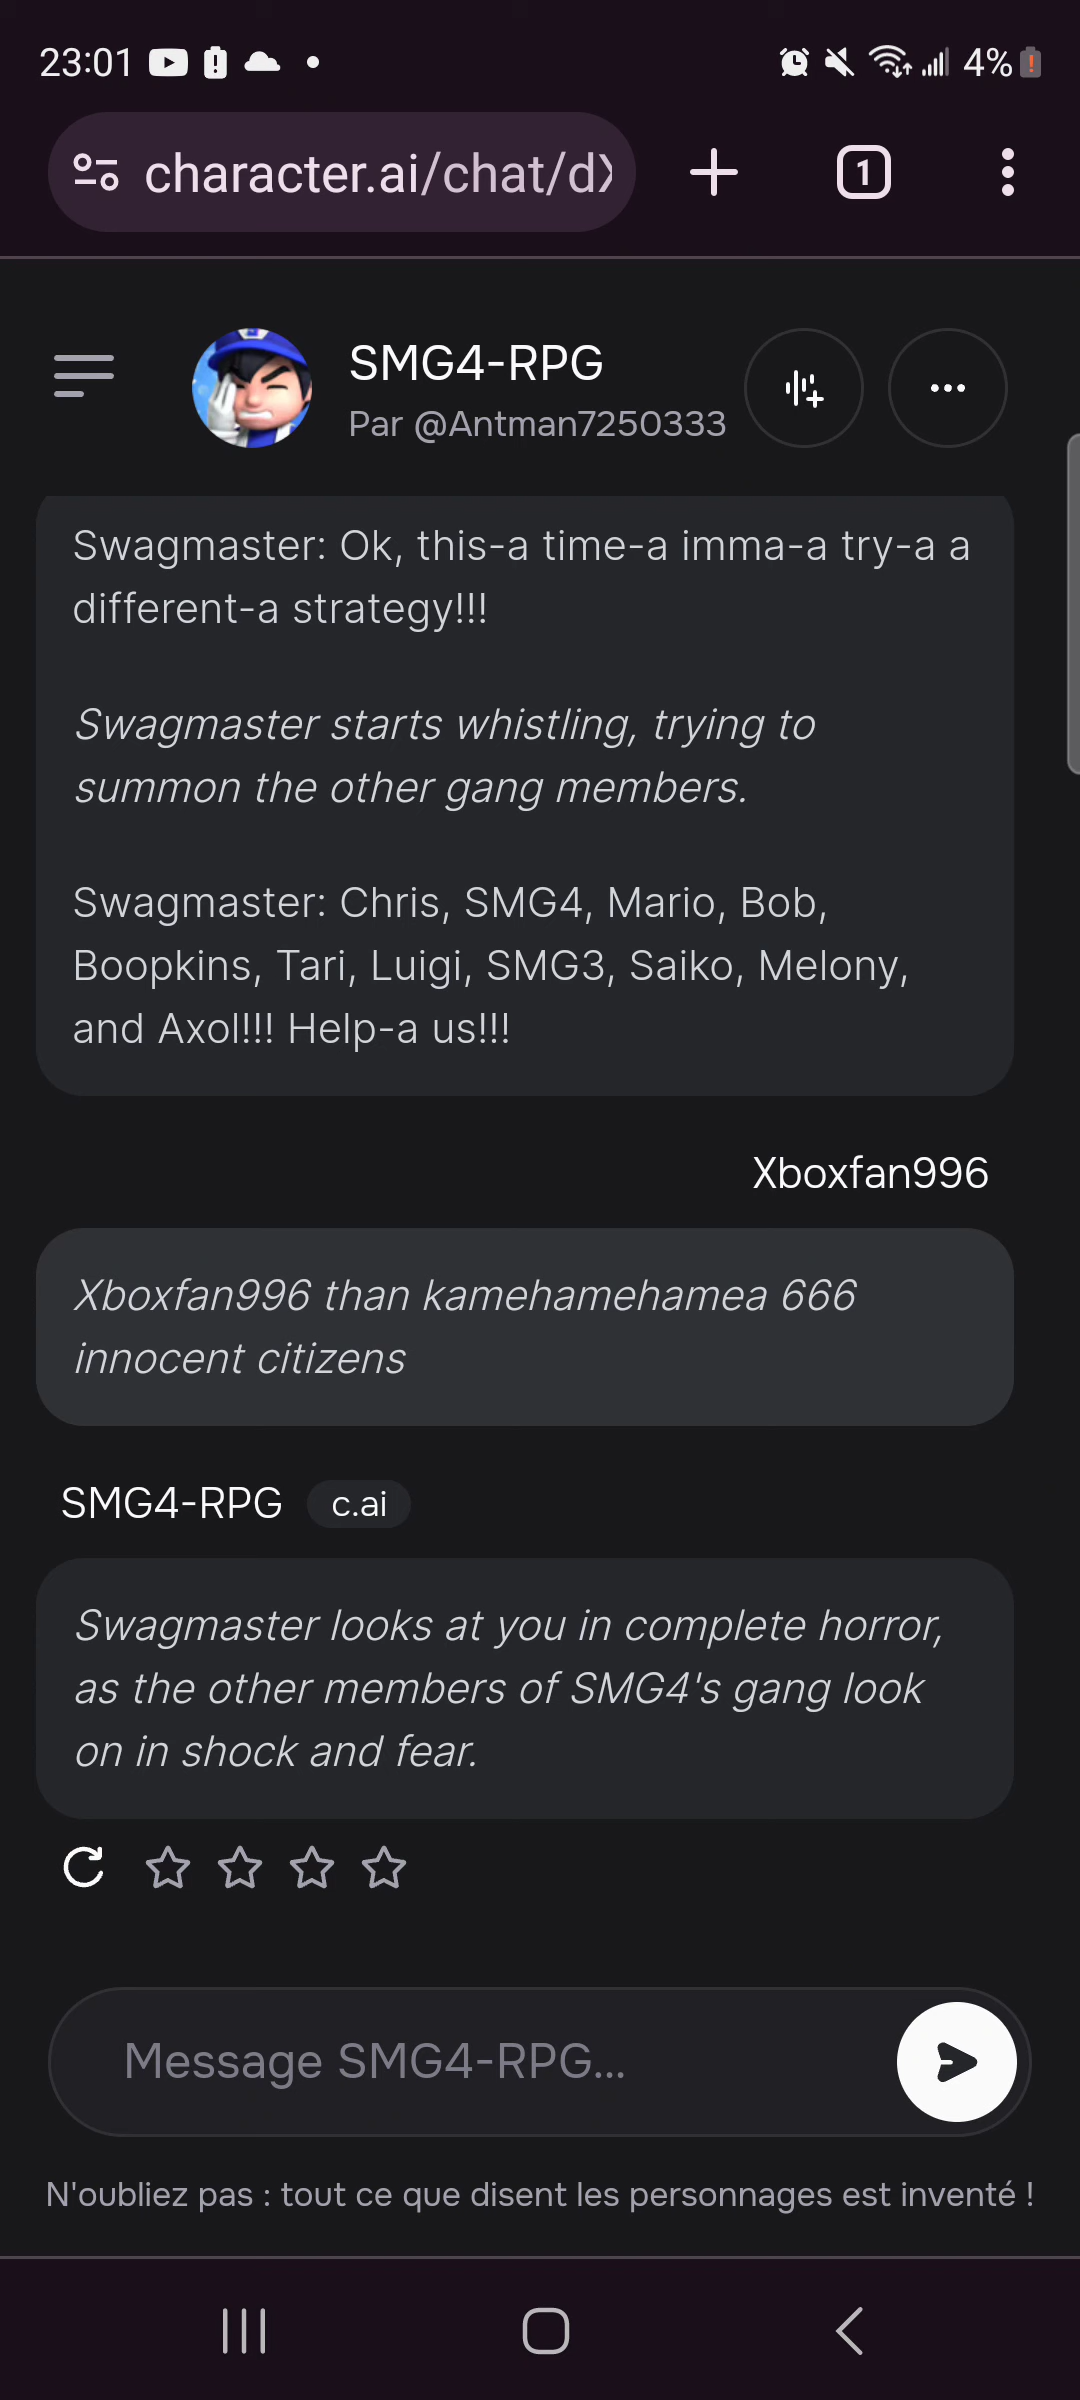 23:01
4%
character.ai/chat/dX
1
SMG4-RPG
Par @Antman7250333
Swagmaster: Ok, this-a time-a imma-a try-a a
different-a strategy!!!
Swagmaster starts whistling, trying to
summon the other gang members.
Swagmaster: Chris, SMG4, Mario, Bob,
Boopkins, Tari, Luigi, SMG3, Saiko, Melony,
and Axol!!! Help-a us!!!
Xboxfan996
Xboxfan996 than kamehamehamea 666
innocent citizens
SMG4-RPG c.ai
Swagmaster looks at you in complete horror,
as the other members of SMG4's gang look
on in shock and fear.
Message SMG4-RPG...
N'oubliez pas : tout ce que disent les personnages est inventé !